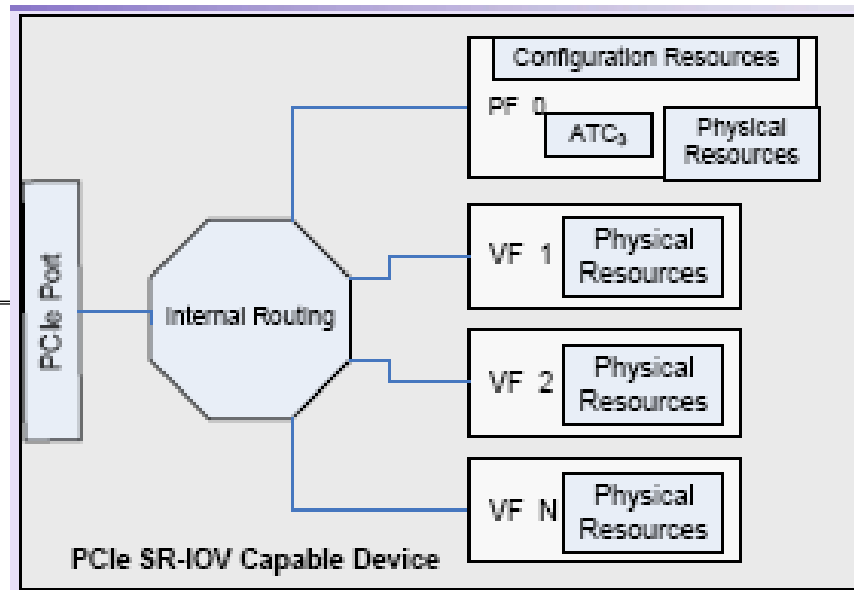 Configuration Resources
PF 0
ATC₀
Physical
Resources
PCIe Port
Internal Routing
VF 1
Physical
Resources
VF 2
Physical
Resources
VF N
Physical
Resources
PCIe SR-IOV Capable Device